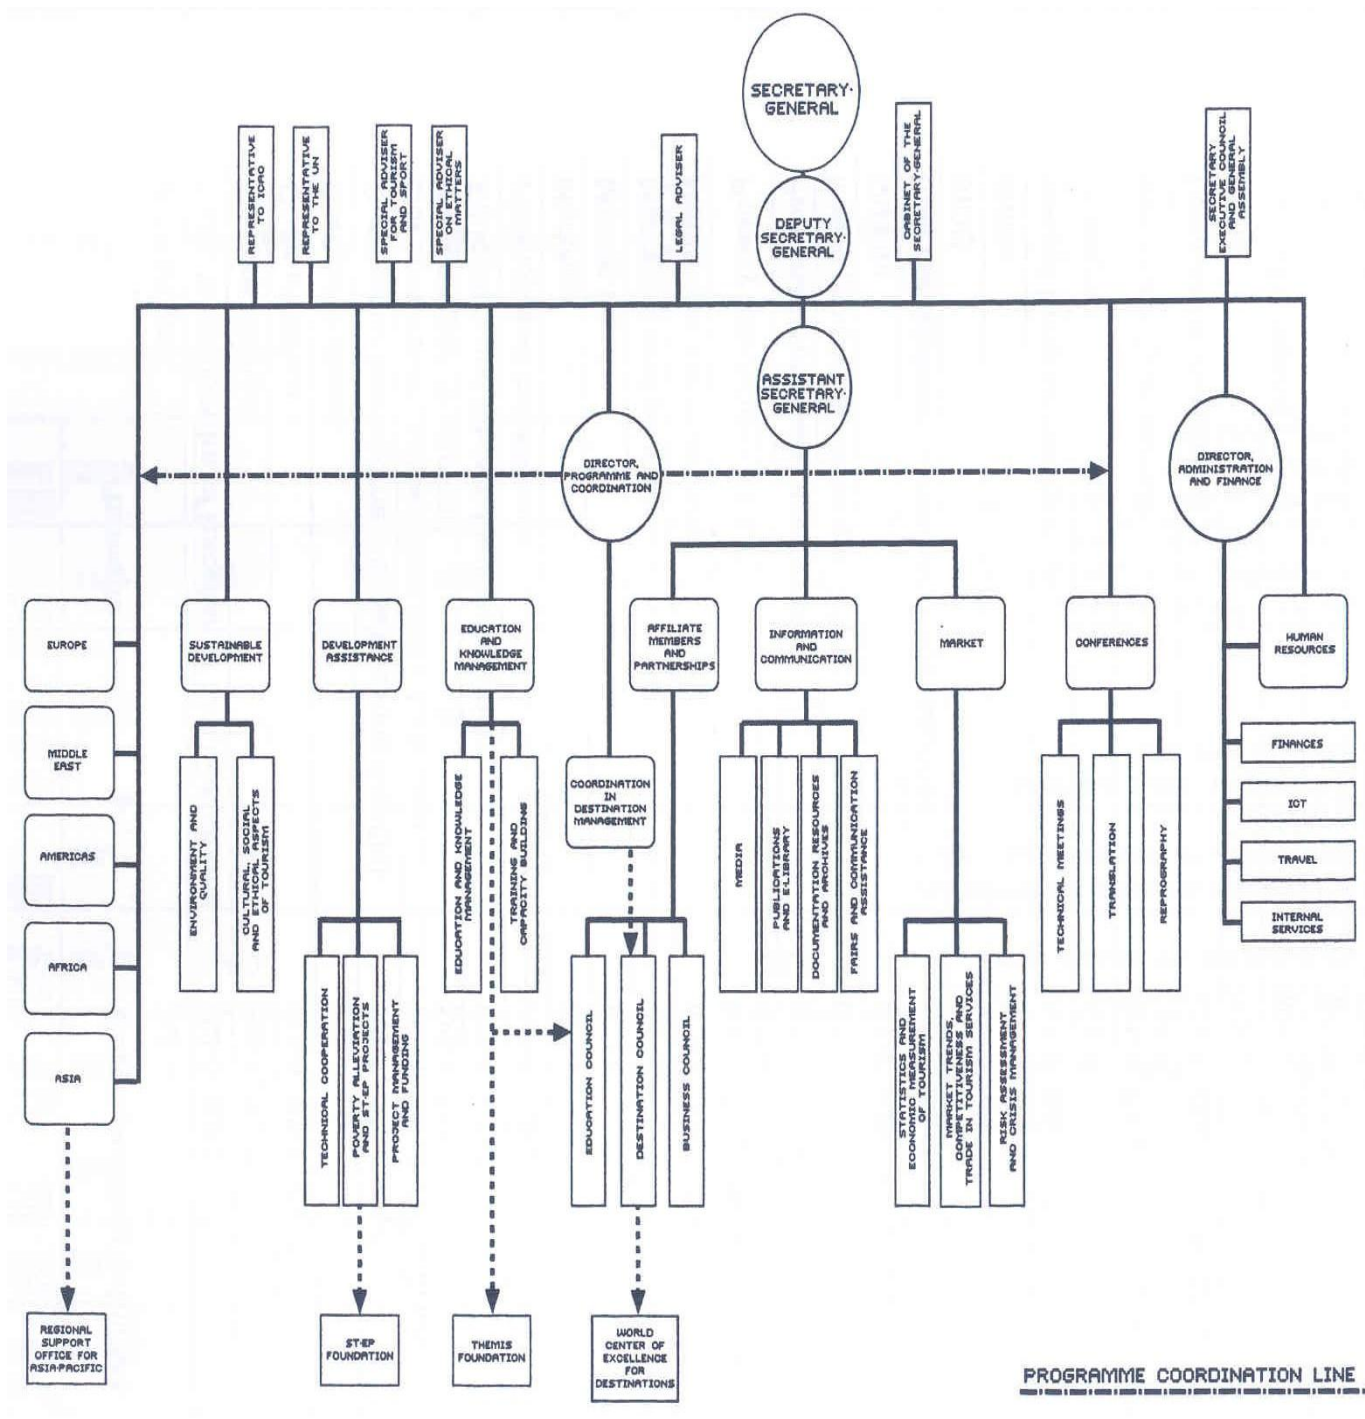 SECRETARY-
GENERAL
REPRESENTATIVE
TO ICAO
REPRESENTATIVE
TO THE UN
SPECIAL ADVISER
FOR TOURISM
AND SPORT
SPECIAL ADVISER
ON ETHICAL
MATTERS
LEGAL ADVISER
DEPUTY
SECRETARY-
GENERAL
CABINET OF THE
SECRETARY-GENERAL
SECRETARY
EXECUTIVE COUNCIL
AND GENERAL
ASSEMBLY
ASSISTANT
SECRETARY-
GENERAL
DIRECTOR,
PROGRAMME AND
COORDINATION
DIRECTOR,
ADMINISTRATION
AND FINANCE
EUROPE
MIDDLE
EAST
AMERICAS
AFRICA
ASIA
SUSTAINABLE
DEVELOPMENT
DEVELOPMENT
ASSISTANCE
EDUCATION
AND
KNOWLEDGE
MANAGEMENT
AFFILIATE
MEMBERS
AND
PARTNERSHIPS
INFORMATION
AND
COMMUNICATION
MARKET
CONFERENCES
HUMAN
RESOURCES
FINANCES
ICT
TRAVEL
INTERNAL
SERVICES
ENVIRONMENT AND
QUALITY
CULTURAL, SOCIAL
AND ETHICAL ASPECTS
OF TOURISM
EDUCATION AND KNOWLEDGE
MANAGEMENT
TRAINING AND
CAPACITY BUILDING
COORDINATION
IN
DESTINATION
MANAGEMENT
MEDIA
PUBLICATIONS
AND E-LIBRARY
DOCUMENTATION RESOURCES
AND ARCHIVES
FAIRS AND COMMUNICATION
ASSISTANCE
TECHNICAL MEETINGS
TRANSLATION
REPROGRAPHY
TECHNICAL COOPERATION
POVERTY ALLEVIATION
AND ST-EP PROJECTS
PROJECT MANAGEMENT
AND FUNDING
EDUCATION COUNCIL
DESTINATION COUNCIL
BUSINESS COUNCIL
STATISTICS AND
ECONOMIC MEASUREMENT
OF TOURISM
MARKET TRENDS,
COMPETITIVENESS AND
TRADE IN TOURISM SERVICES
RISK ASSESSMENT
AND CRISIS MANAGEMENT
REGIONAL
SUPPORT
OFFICE FOR
ASIA-PACIFIC
ST-EP
FOUNDATION
THEMIS
FOUNDATION
WORLD
CENTER OF
EXCELLENCE
FOR
DESTINATIONS
PROGRAMME COORDINATION LINE